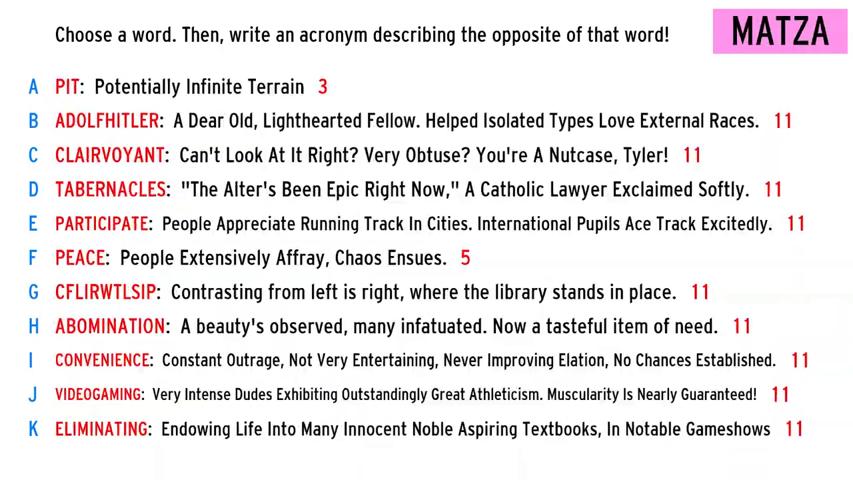 Choose a word. Then, write an acronym describing the opposite of that word!
MATZA
A PIT: Potentially Infinite Terrain 3
B ADOLFHITLER: A Dear Old, Lighthearted Fellow. Helped Isolated Types Love External Races. 11
C CLAIRVOYANT: Can't Look At It Right? Very Obtuse? You're A Nutcase, Tyler! 11
D TABERNACLES: "The Alter's Been Epic Right Now," A Catholic Lawyer Exclaimed Softly. 11
E PARTICIPATE: People Appreciate Running Track In Cities. International Pupils Ace Track Excitedly. 11
F PEACE: People Extensively Affray, Chaos Ensues. 5
G CFLIRWTLSIP: Contrasting from left is right, where the library stands in place. 11
H ABOMINATION: A beauty's observed, many infatuated. Now a tasteful item of need. 11
I CONVENIENCE: Constant Outrage, Not Very Entertaining, Never Improving Elation, No Chances Established. 11
J VIDEOGAMING: Very Intense Dudes Exhibiting Outstandingly Great Athleticism. Muscularity Is Nearly Guaranteed! 11
K ELIMINATING: Endowing Life Into Many Innocent Noble Aspiring Textbooks, In Notable Gameshows 11